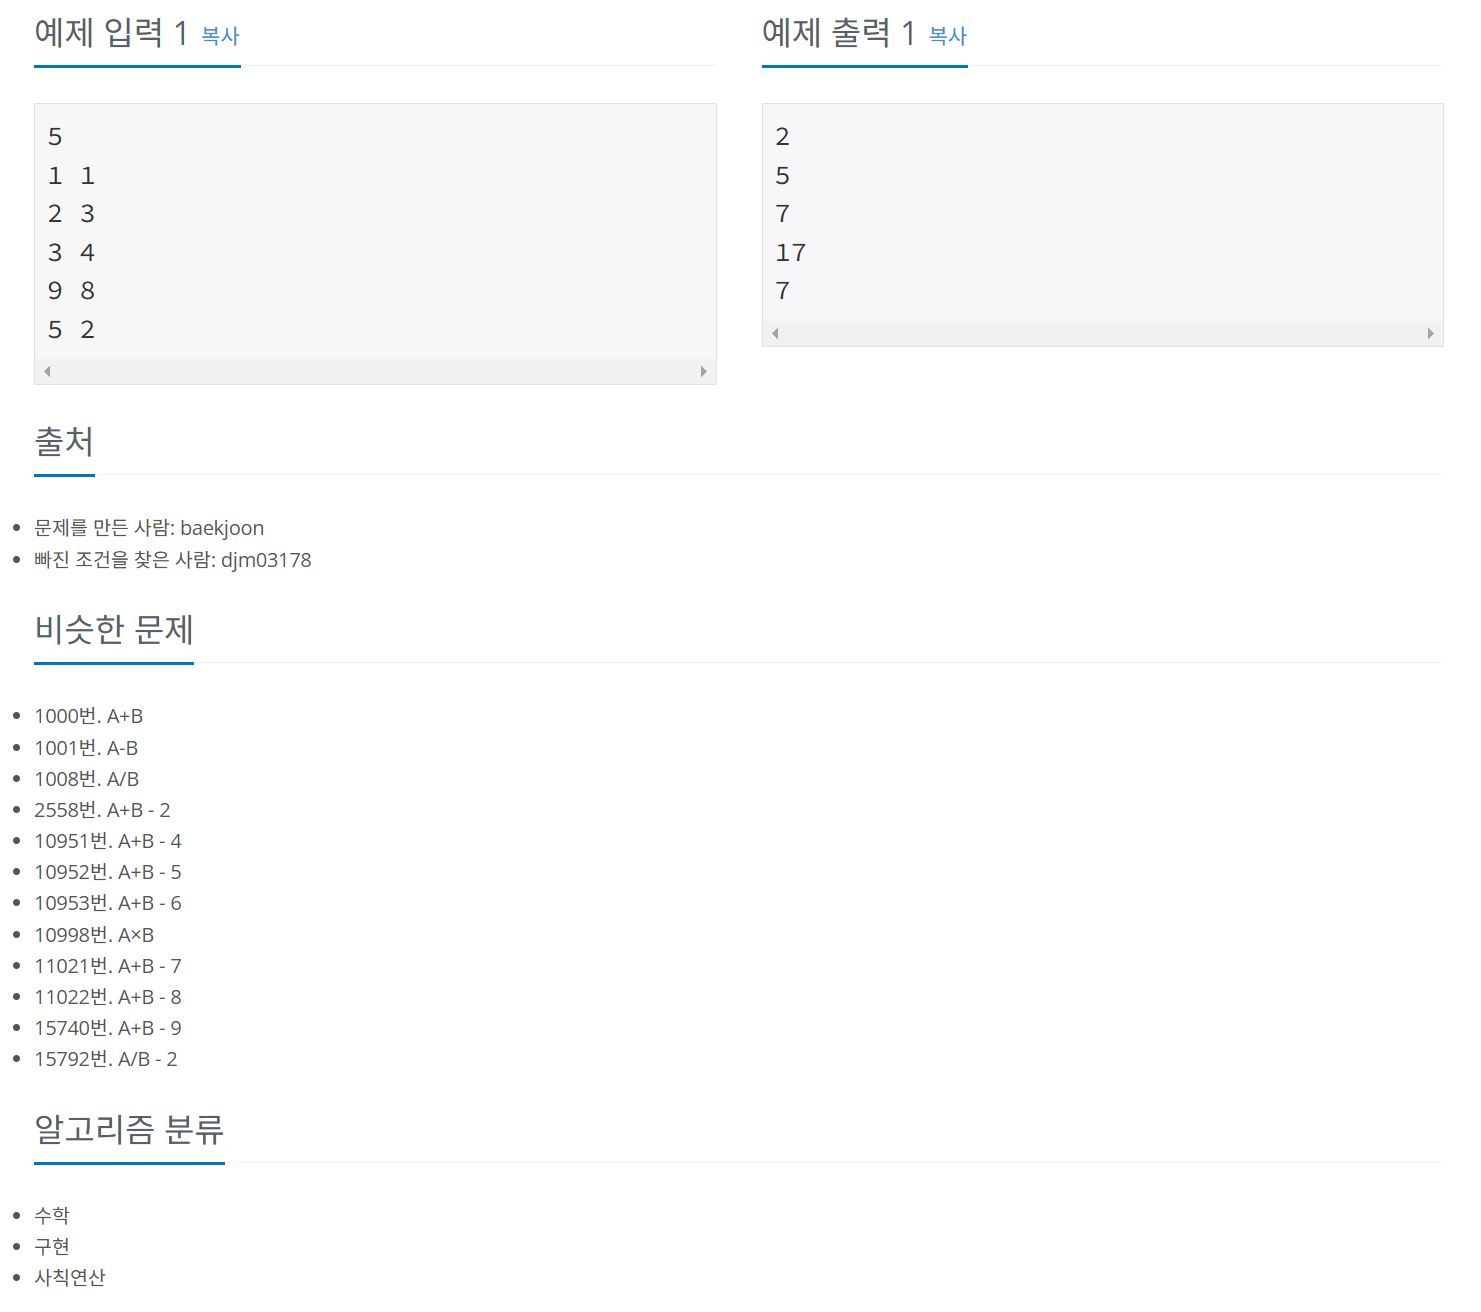 예제 입력 1 복사
5
1 1
2 3
3 4
9 8
5 2
예제 출력 1 복사
2
5
7
17
7
출처
문제를 만든 사람: baekjoon
빠진 조건을 찾은 사람: djm03178
비슷한 문제
1000번. A+B
1001번. A-B
1008번. A/B
2558번. A+B - 2
10951번. A+B - 4
10952번. A+B - 5
10953번. A+B - 6
10998번. A×B
11021번. A+B - 7
11022번. A+B - 8
15740번. A+B - 9
15792번. A/B - 2
알고리즘 분류
수학
구현
사칙연산